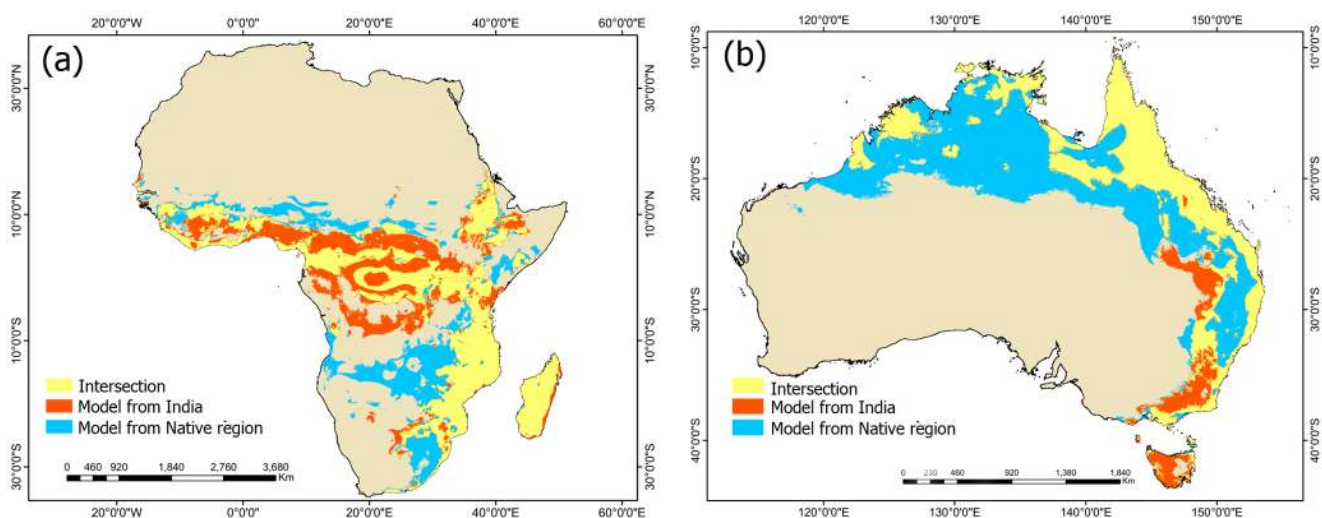 20°0'0"W 0°0'0" 20°0'0"E 40°0'0"E 60°0'0"E
(a)
30°0'0"N
10°0'0"N
10°0'0"S
30°0'0"S
30°0'0"N
10°0'0"N
10°0'0"S
30°0'0"S
Intersection
Model from India
Model from Native region
0 460 920 1,840 2,760 3,680
Km
20°0'0"W 0°0'0" 20°0'0"E 40°0'0"E 60°0'0"E
120°0'0"E 130°0'0"E 140°0'0"E 150°0'0"E
(b)
10°0'0"S
20°0'0"S
30°0'0"S
40°0'0"S
10°0'0"S
20°0'0"S
30°0'0"S
40°0'0"S
Intersection
Model from India
Model from Native region
0 230 460 920 1,380 1,840
Km
120°0'0"E 130°0'0"E 140°0'0"E 150°0'0"E